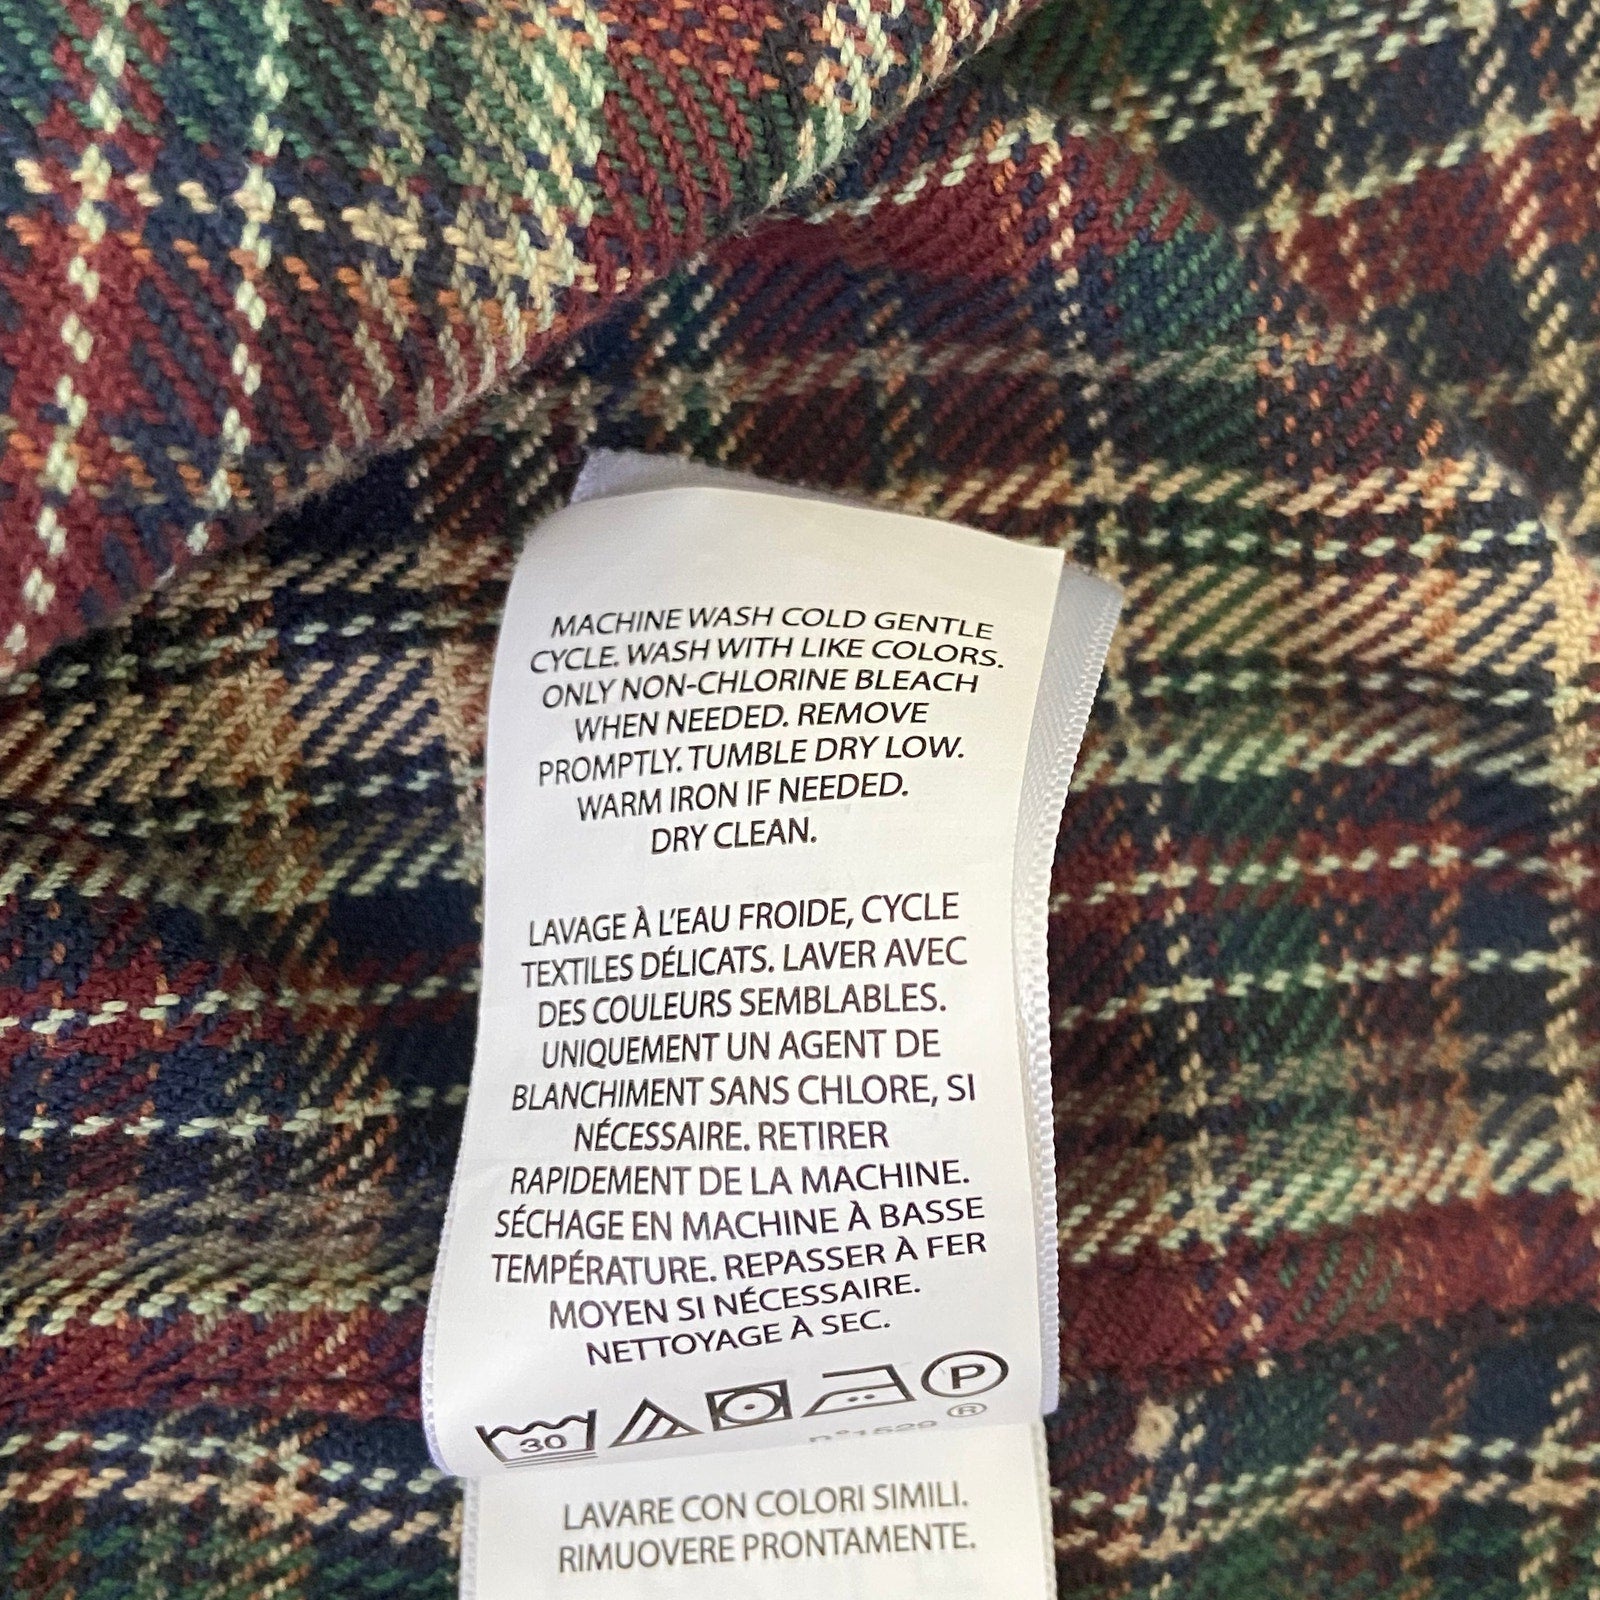 MACHINE WASH COLD GENTLE
CYCLE. WASH WITH LIKE COLORS.
ONLY NON-CHLORINE BLEACH
WHEN NEEDED. REMOVE
PROMPTLY. TUMBLE DRY LOW.
WARM IRON IF NEEDED.
DRY CLEAN.
LAVAGE À L'EAU FROIDE, CYCLE
TEXTILES DÉLICATS. LAVER AVEC
DES COULEURS SEMBLABLES.
UNIQUEMENT UN AGENT DE
BLANCHIMENT SANS CHLORE, SI
NÉCESSAIRE. RETIRER
RAPIDEMENT DE LA MACHINE.
SÉCHAGE EN MACHINE À BASSE
TEMPÉRATURE. REPASSER À FER
MOYEN SI NÉCESSAIRE.
NETTOYAGE À SEC.
30 P
n°1529 ®
LAVARE CON COLORI SIMILI.
RIMUOVERE PRONTAMENTE.